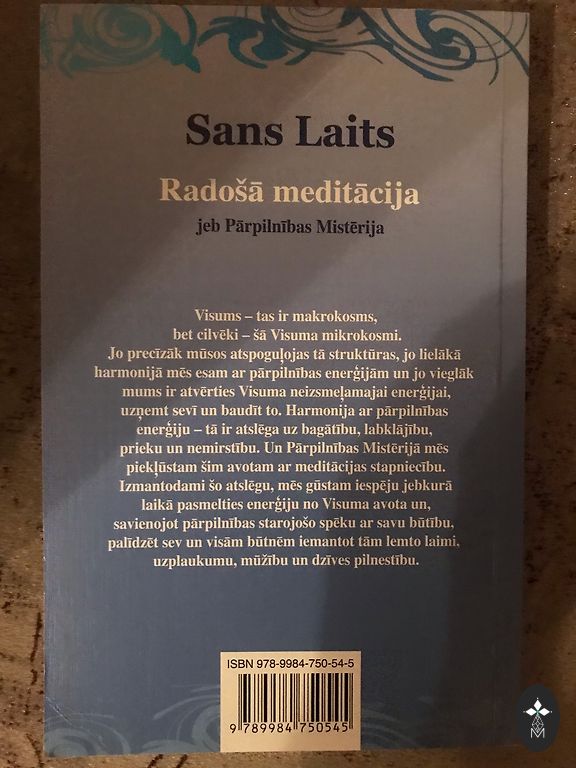 Sans Laits
Radošā meditācija
jeb Pārpilnības Mistērija
Visums – tas ir makrokosms,
bet cilvēki – šā Visuma mikrokosmi.
Jo precīzāk mūsos atspoguļojas tā struktūras, jo lielākā
harmonijā mēs esam ar pārpilnības enerģijām un jo vieglāk
mums ir atvērties Visuma neizsmeļamajai enerģijai,
uzņemt sevī un baudīt to. Harmonija ar pārpilnības
enerģiju – tā ir atslēga uz bagātību, labklājību,
prieku un nemirstību. Un Pārpilnības Mistērijā mēs
piekļūstam šim avotam ar meditācijas stapniecību.
Izmantodami šo atslēgu, mēs gūstam iespēju jebkurā
laikā pasmelties enerģiju no Visuma avota un,
savienojot pārpilnības starojošo spēku ar savu būtību,
palīdzēt sev un visām būtnēm iemantot tām lemto laimi,
uzplaukumu, mūžību un dzīves pilnestību.
ISBN 978-9984-750-54-5
9 789984 750545
M